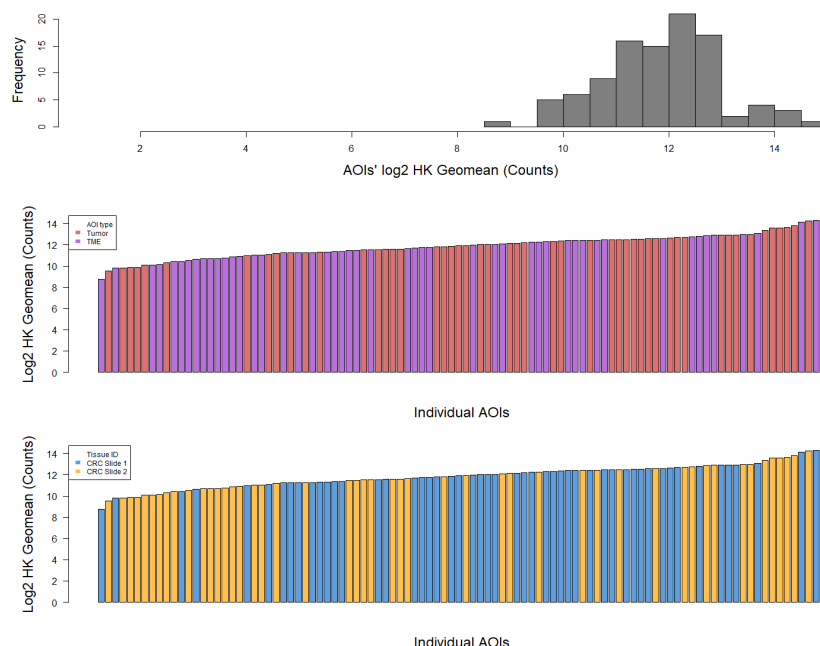 20
15
10
5
0
Frequency
2 4 6 8 10 12 14
AOIs' log2 HK Geomean (Counts)
14
12
10
8
6
4
2
0
Log2 HK Geomean (Counts)
AOI type
Tumor
TME
Individual AOIs
14
12
10
8
6
4
2
0
Log2 HK Geomean (Counts)
Tissue ID
CRC Slide 1
CRC Slide 2
Individual AOIs